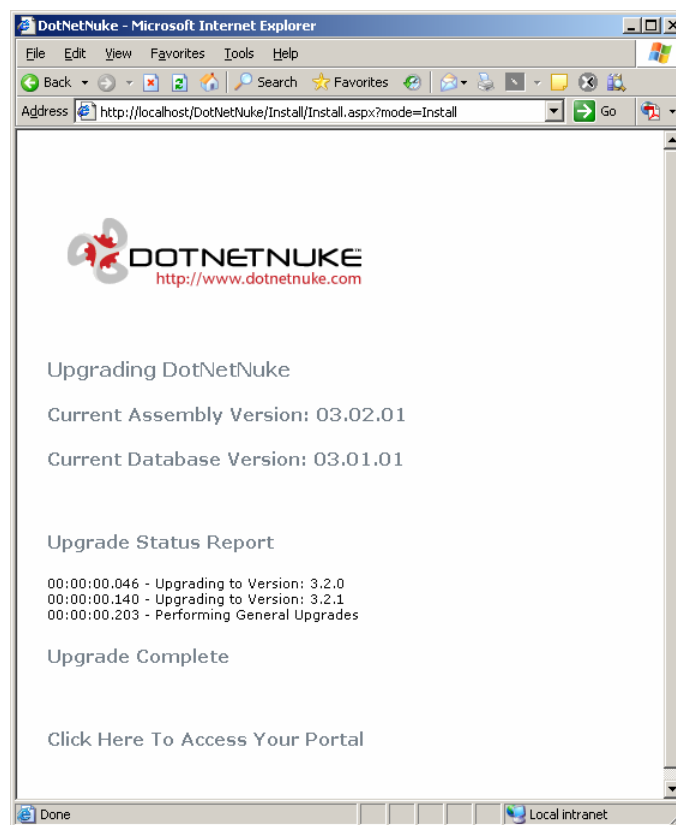 DotNetNuke - Microsoft Internet Explorer
File Edit View Favorites Tools Help
Back Search Favorites
Address http://localhost/DotNetNuke/Install/Install.aspx?mode=Install Go
DOTNETNUKE™
http://www.dotnetnuke.com
Upgrading DotNetNuke
Current Assembly Version: 03.02.01
Current Database Version: 03.01.01
Upgrade Status Report
00:00:00.046 - Upgrading to Version: 3.2.0
00:00:00.140 - Upgrading to Version: 3.2.1
00:00:00.203 - Performing General Upgrades
Upgrade Complete
Click Here To Access Your Portal
Done Local intranet